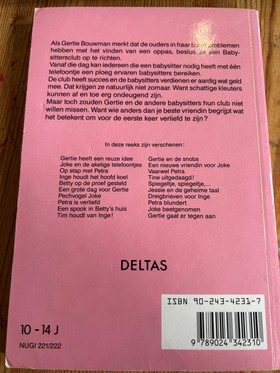 Als Gertie Bouwman merkt dat de ouders in haar buurt problemen
hebben met het vinden van een oppas, besluit ze een Baby-
sittersclub op te richten.
Vanaf die dag kan iedereen die een babysitter nodig heeft met één
telefoontje een ploeg ervaren babysitters bereiken.
De club heeft succes en de babysitters verdienen er aardig wat geld
mee. Dat krijgen ze natuurlijk niet zomaar. Want schattige kleuters
kunnen af en toe erg ondeugend zijn.
Maar toch zouden Gertie en de andere babysitters hun club niet
willen missen. Want wie anders dan je beste vriendin begrijpt wat
het betekent om voor de eerste keer verliefd te zijn?
In deze reeks zijn verschenen:
Gertie heeft een reuze idee
Joke en de akelige telefoontjes
Op stap met Petra
Inge houdt het hoofd koel
Betty op de proef gesteld
Een grote dag voor Gertie
Pechvogel Joke
Petra is verliefd
Een spook in Betty's huis
Tim houdt van Inge!
Gertie en de snobs
Een nieuwe vriendin voor Joke
Vaarwel Petra
Tine uitgedaagd!
Spiegeltje, spiegeltje,...
Jessie en de geheime taal
Dreigbrieven voor Inge
Petra blundert
Joke beetgenomen
Gertie gaat er tegen aan
DELTAS
ISBN 90-243-4231-7
9 789024 342310
10 - 14 J
NUGI 221/222